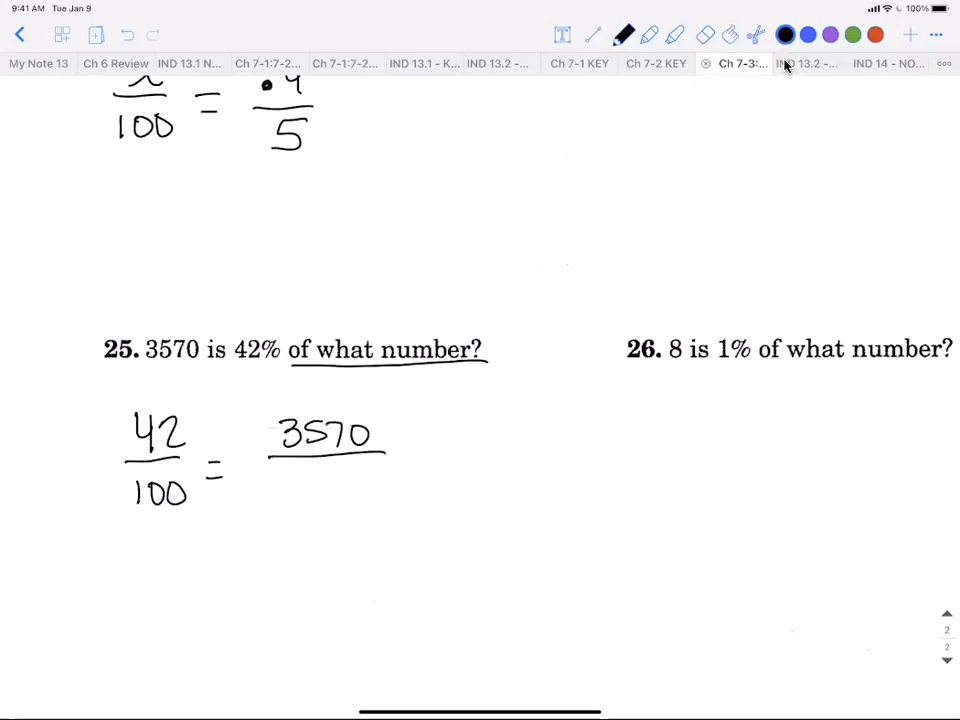 9:41 AM Tue Jan 9
100%
My Note 13
Ch 6 Review
IND 13.1 N...
Ch 7-1:7-2...
Ch 7-1:7-2...
IND 13.1 - K...
IND 13.2 -...
Ch 7-1 KEY
Ch 7-2 KEY
Ch 7-3:...
IND 13.2 -...
IND 14 - NO...
100 = 5
25. 3570 is 42% of what number?
26. 8 is 1% of what number?
42
3570
=
100
2
2